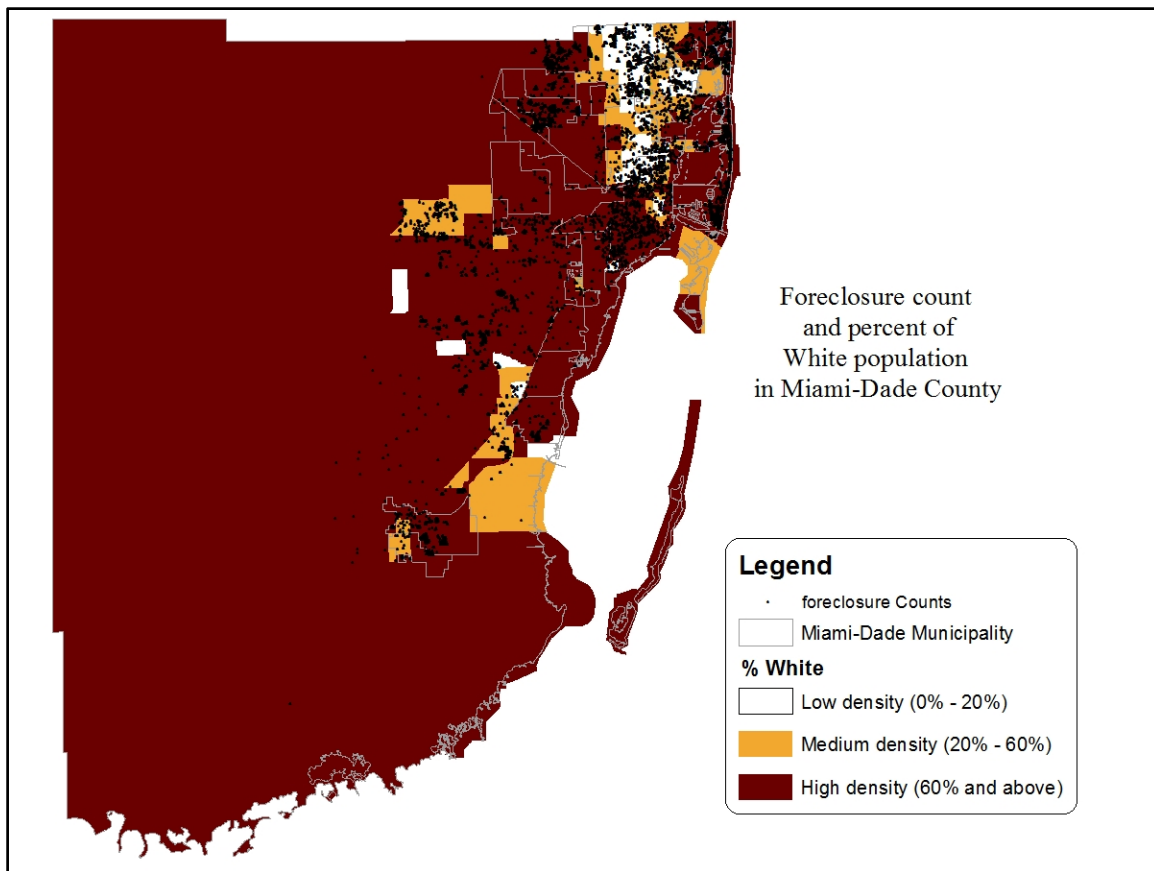 Foreclosure count
and percent of
White population
in Miami-Dade County
Legend
foreclosure Counts
Miami-Dade Municipality
% White
Low density (0% - 20%)
Medium density (20% - 60%)
High density (60% and above)